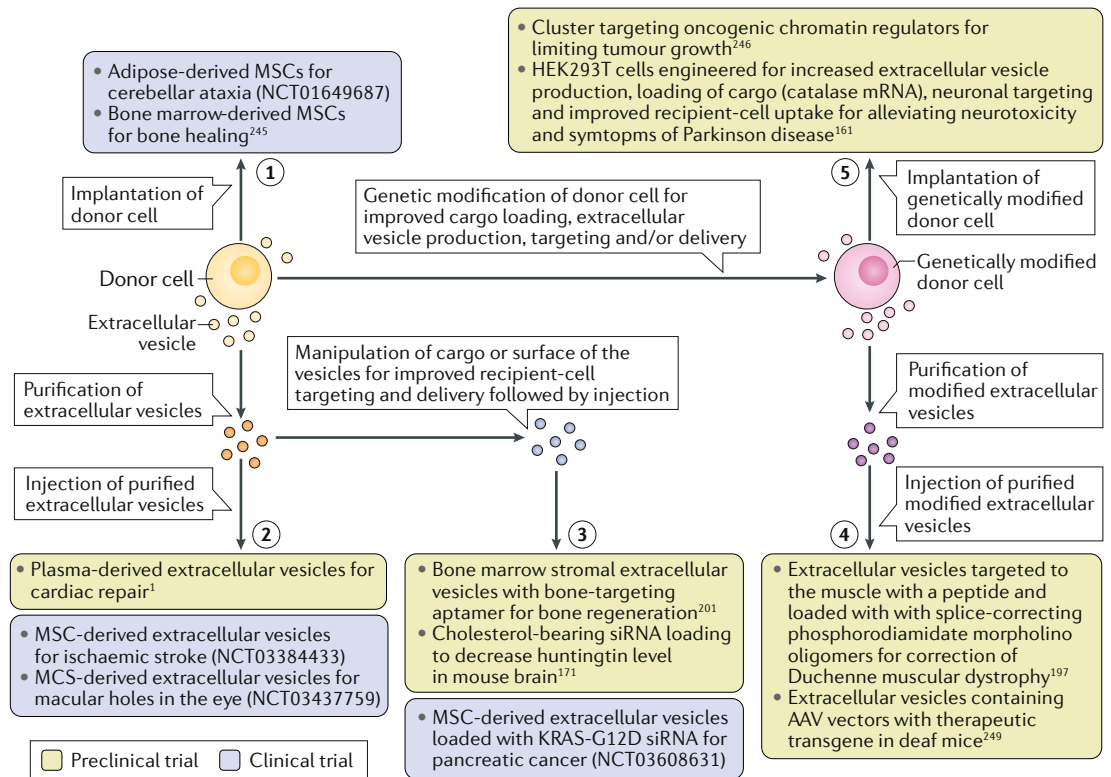 • Adipose-derived MSCs for
cerebellar ataxia (NCT01649687)
• Bone marrow-derived MSCs
for bone healing245
• Cluster targeting oncogenic chromatin regulators for
limiting tumour growth246
• HEK293T cells engineered for increased extracellular vesicle
production, loading of cargo (catalase mRNA), neuronal targeting
and improved recipient-cell uptake for alleviating neurotoxicity
and symtopms of Parkinson disease161
1
5
Implantation of
donor cell
Genetic modification of donor cell for
improved cargo loading, extracellular
vesicle production, targeting and/or delivery
Implantation of
genetically modified
donor cell
Donor cell
Genetically modified
donor cell
Extracellular
vesicle
Manipulation of cargo or surface of the
vesicles for improved recipient-cell
targeting and delivery followed by injection
Purification of
extracellular vesicles
Purification of
modified extracellular
vesicles
Injection of purified
extracellular vesicles
Injection of purified
modified extracellular
vesicles
2
3
4
• Plasma-derived extracellular vesicles for
cardiac repair1
• MSC-derived extracellular vesicles
for ischaemic stroke (NCT03384433)
• MCS-derived extracellular vesicles for
macular holes in the eye (NCT03437759)
• Bone marrow stromal extracellular
vesicles with bone-targeting
aptamer for bone regeneration201
• Cholesterol-bearing siRNA loading
to decrease huntingtin level
in mouse brain171
• MSC-derived extracellular vesicles
loaded with KRAS-G12D siRNA for
pancreatic cancer (NCT03608631)
• Extracellular vesicles targeted to
the muscle with a peptide and
loaded with with splice-correcting
phosphorodiamidate morpholino
oligomers for correction of
Duchenne muscular dystrophy197
• Extracellular vesicles containing
AAV vectors with therapeutic
transgene in deaf mice249
Preclinical trial
Clinical trial